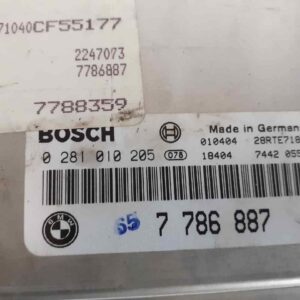 71040CF55177
2247073
7786887
7788359
BOSCH
Made in German
010404 28RTE718
0 281 010 205 078 18404 7442 055
BMW
65 7 786 887